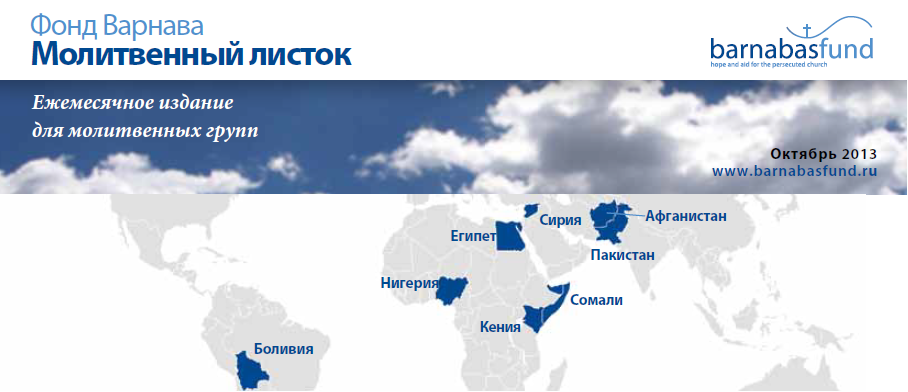 Фонд Варнава
Молитвенный листок
barnabasfund
hope and aid for the persecuted church
Ежемесячное издание
для молитвенных групп
Октябрь 2013
www.barnabasfund.ru
Сирия
Афганистан
Египет
Пакистан
Нигерия
Сомали
Кения
Боливия